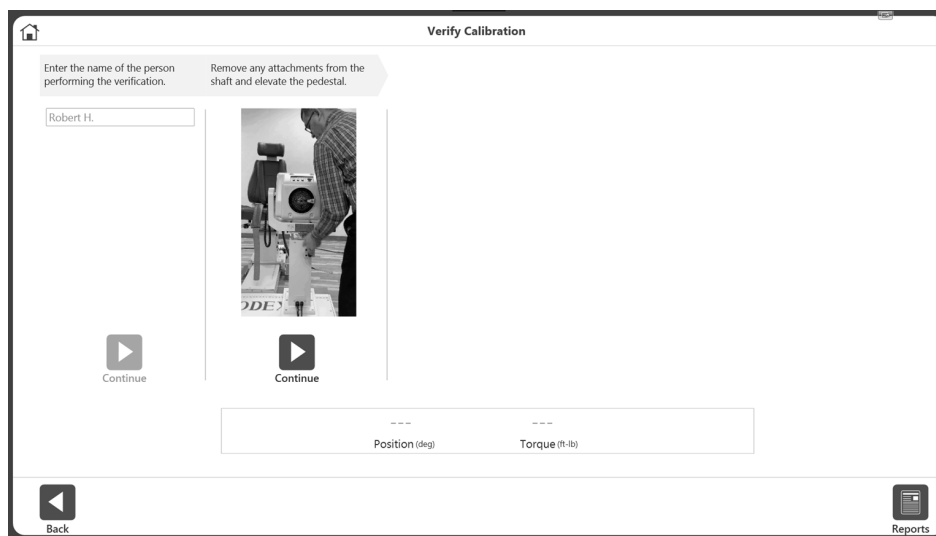 Verify Calibration
Enter the name of the person
performing the verification.
Remove any attachments from the
shaft and elevate the pedestal.
Robert H.
ODEX
Continue
Continue
---
---
Position (deg)
Torque (ft-lb)
Back
Reports